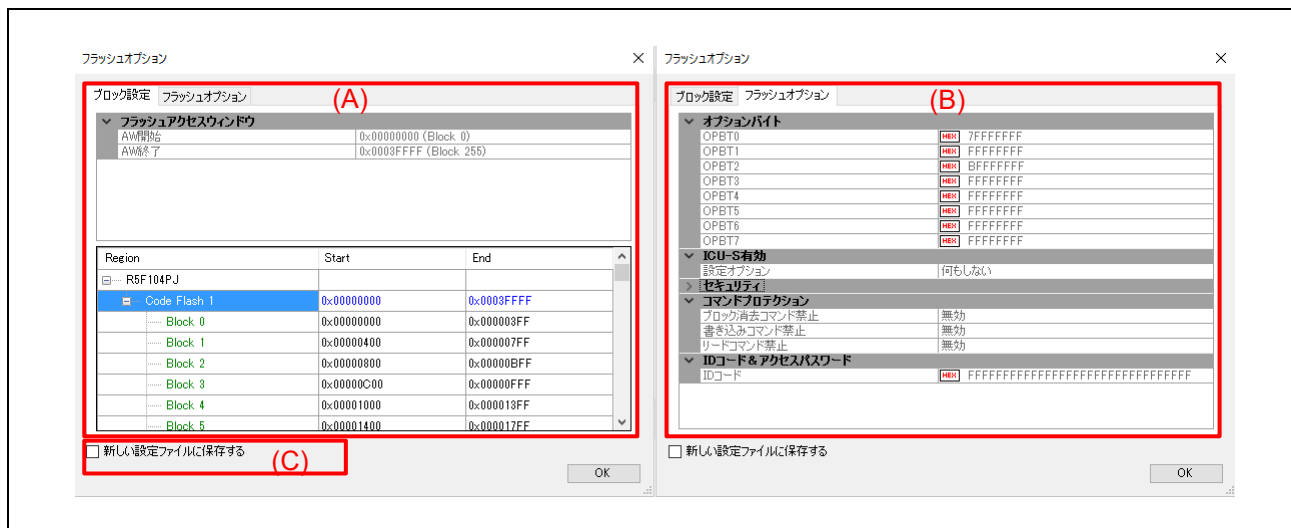 フラッシュオプション
ブロック設定 フラッシュオプション
(A)
フラッシュアクセスウィンドウ
AW開始 0x00000000 (Block 0)
AW終了 0x0003FFFF (Block 255)
Region Start End
R5F104PJ
Code Flash 1 0x00000000 0x0003FFFF
Block 0 0x00000000 0x000003FF
Block 1 0x00000400 0x000007FF
Block 2 0x00000800 0x00000BFF
Block 3 0x00000C00 0x00000FFF
Block 4 0x00001000 0x000013FF
Block 5 0x00001400 0x000017FF
新しい設定ファイルに保存する
(C)
OK
フラッシュオプション
ブロック設定 フラッシュオプション
(B)
オプションバイト
OPBT0 HEX 7FFFFFFF
OPBT1 HEX FFFFFFFF
OPBT2 HEX BFFFFFFF
OPBT3 HEX FFFFFFFF
OPBT4 HEX FFFFFFFF
OPBT5 HEX FFFFFFFF
OPBT6 HEX FFFFFFFF
OPBT7 HEX FFFFFFFF
ICU-S有効
設定オプション 何もしない
セキュリティ
コマンドプロテクション
ブロック消去コマンド禁止 無効
書き込みコマンド禁止 無効
リードコマンド禁止 無効
IDコード&アクセスパスワード
IDコード HEX FFFFFFFFFFFFFFFFFFFFFFFFFFFFFFFF
新しい設定ファイルに保存する
OK